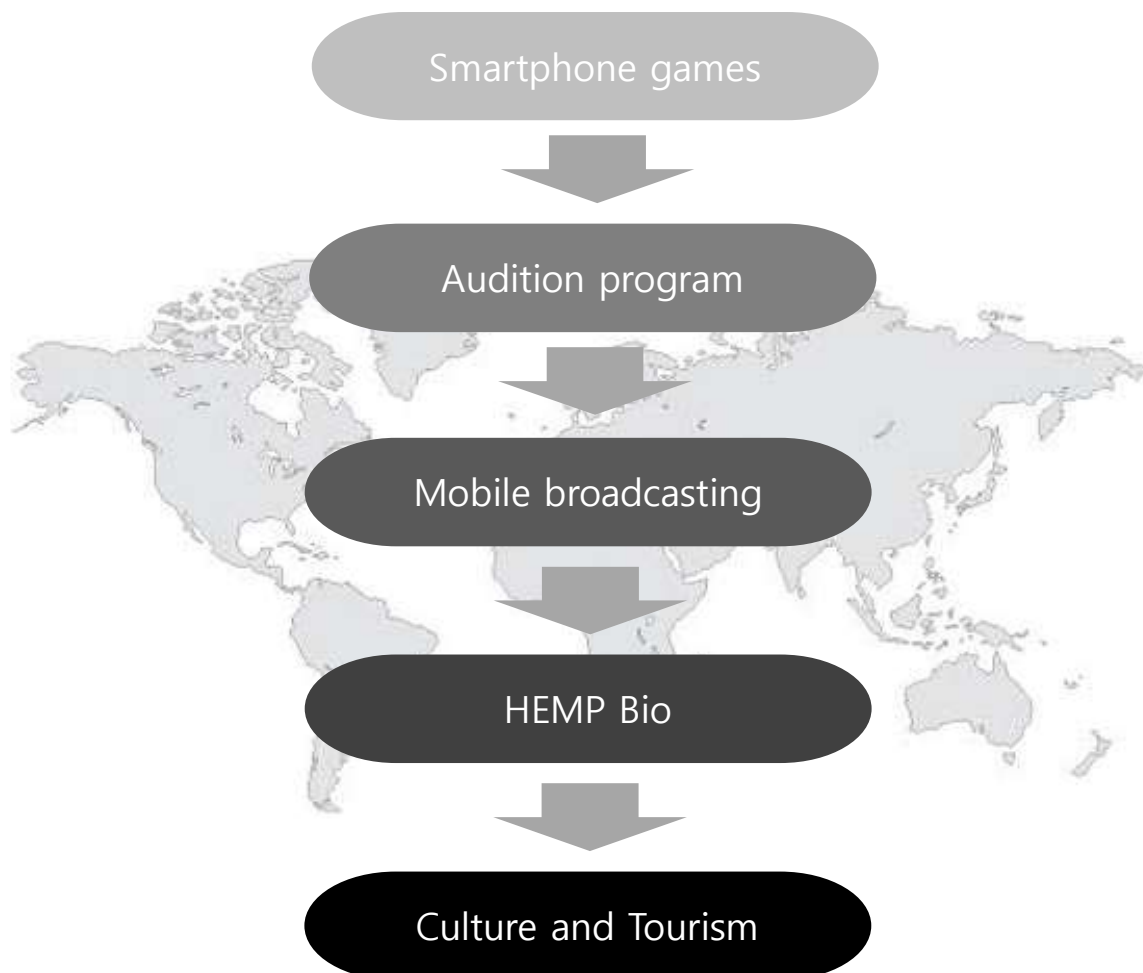 Smartphone games
Audition program
Mobile broadcasting
HEMP Bio
Culture and Tourism